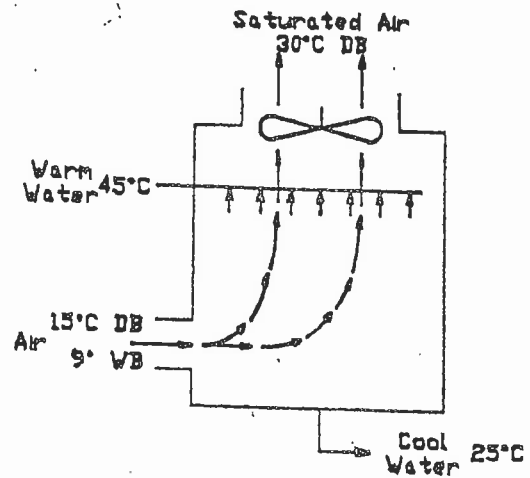 Saturated Air
30°C DB
Warm
Water 45°C
15°C DB
Air
9° WB
Cool
Water 25°C